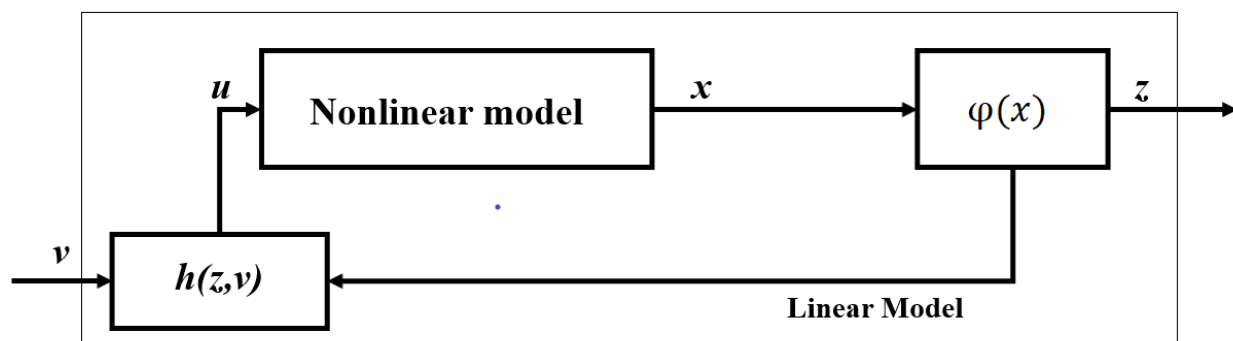 u
Nonlinear model
x
φ(x)
z
v
h(z,v)
Linear Model